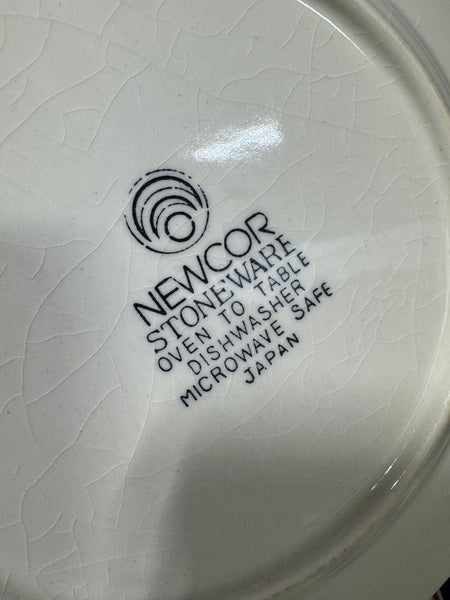 NEWCOR
STONEWARE
OVEN TO TABLE
DISHWASHER
MICROWAVE SAFE
JAPAN